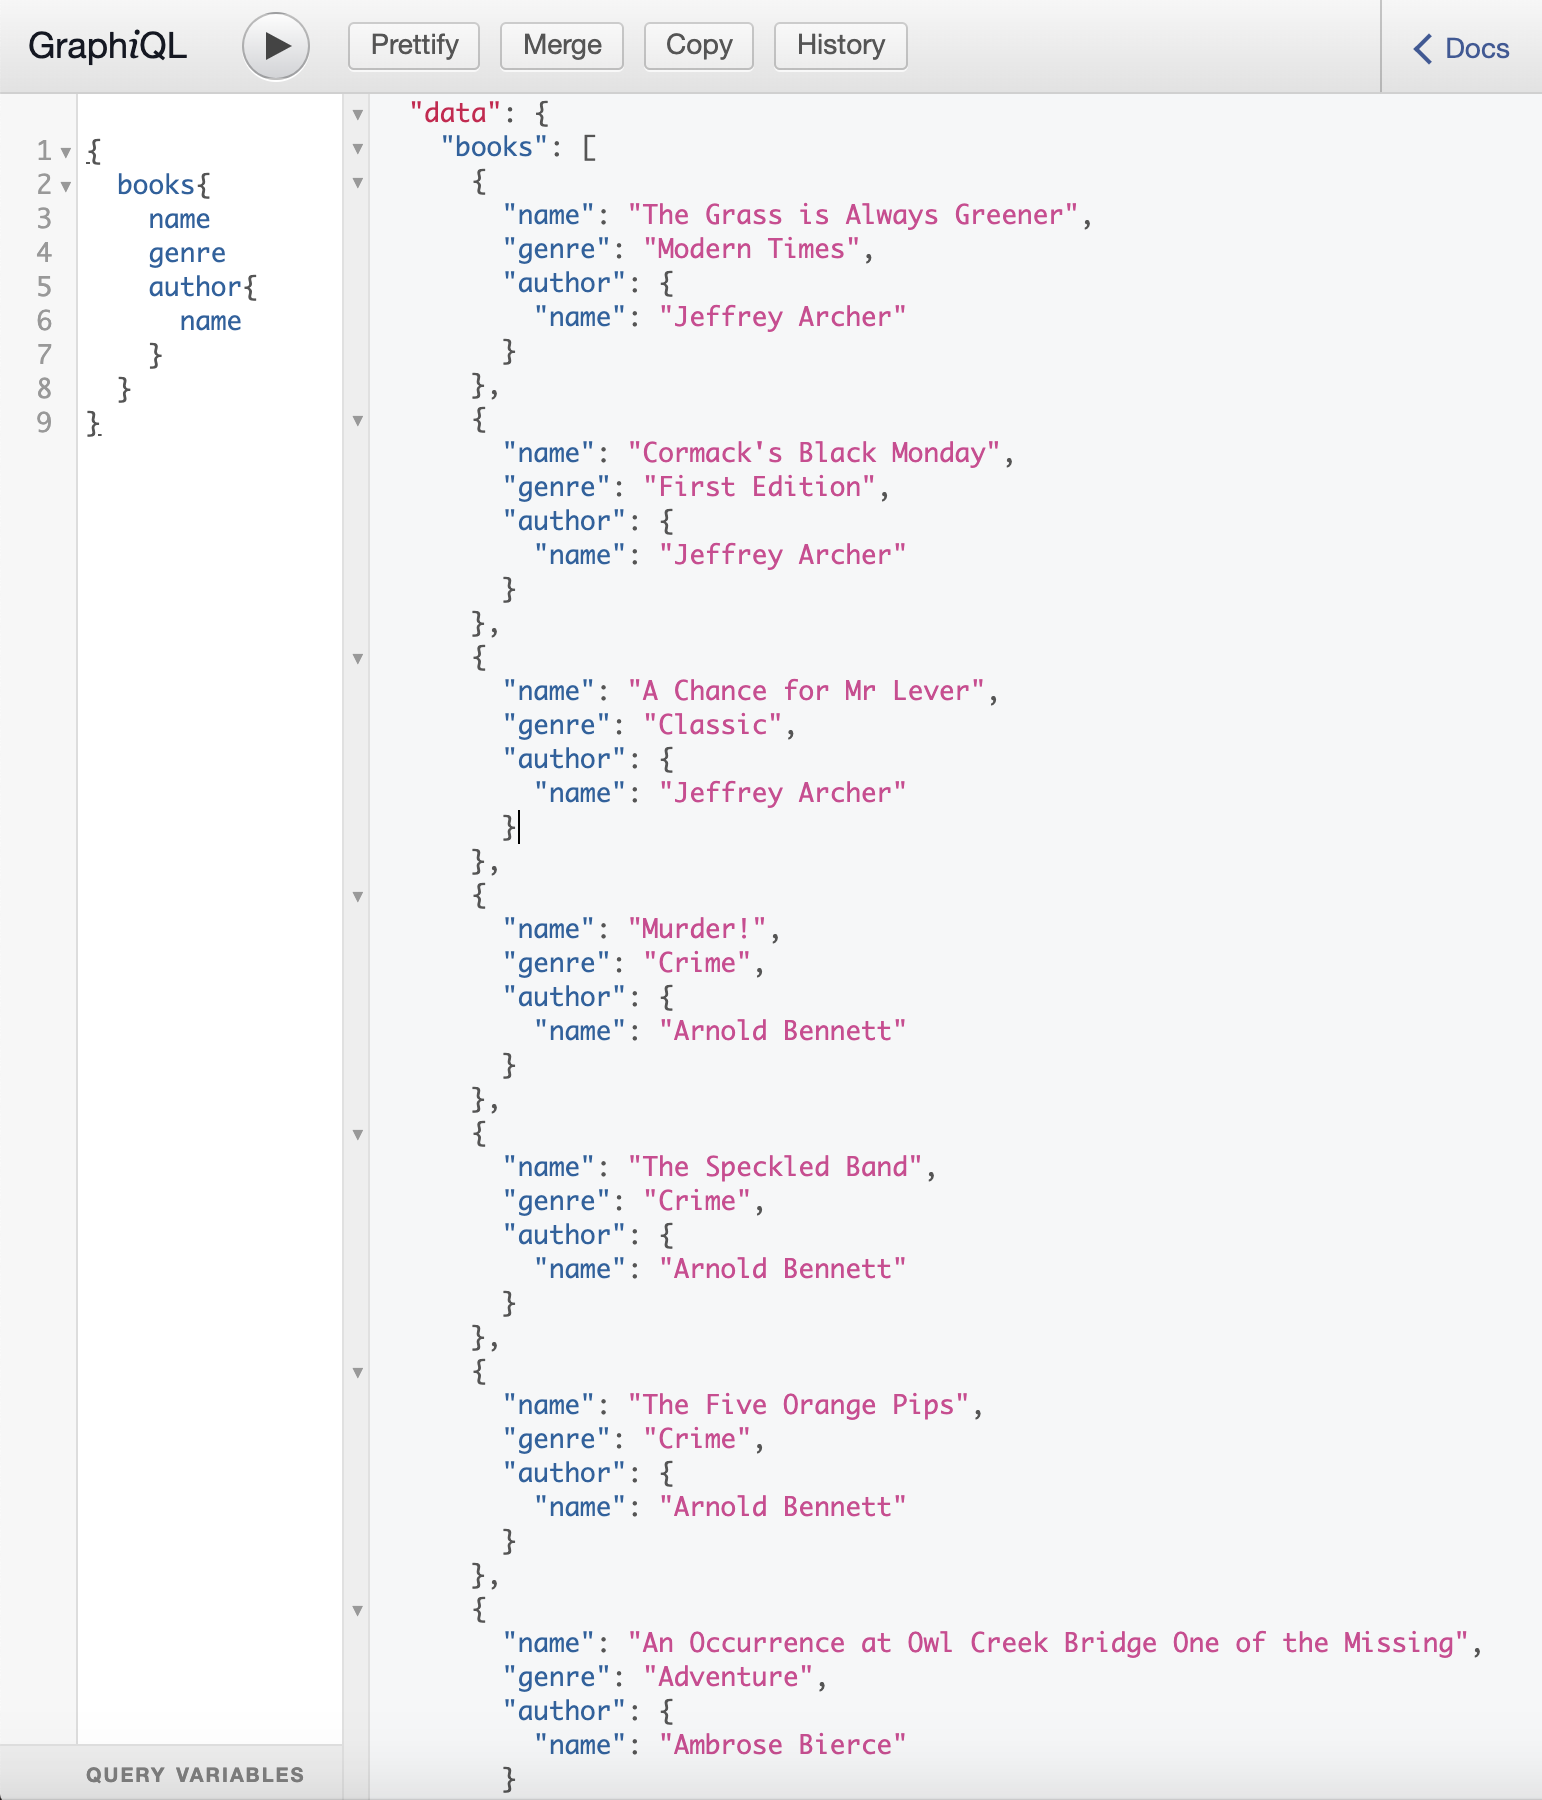 GraphiQL Prettify Merge Copy History Docs
1 {
2 books{
3 name
4 genre
5 author{
6 name
7 }
8 }
9 }
QUERY VARIABLES
"data": {
"books": [
{
"name": "The Grass is Always Greener",
"genre": "Modern Times",
"author": {
"name": "Jeffrey Archer"
}
},
{
"name": "Cormack's Black Monday",
"genre": "First Edition",
"author": {
"name": "Jeffrey Archer"
}
},
{
"name": "A Chance for Mr Lever",
"genre": "Classic",
"author": {
"name": "Jeffrey Archer"
}
},
{
"name": "Murder!",
"genre": "Crime",
"author": {
"name": "Arnold Bennett"
}
},
{
"name": "The Speckled Band",
"genre": "Crime",
"author": {
"name": "Arnold Bennett"
}
},
{
"name": "The Five Orange Pips",
"genre": "Crime",
"author": {
"name": "Arnold Bennett"
}
},
{
"name": "An Occurrence at Owl Creek Bridge One of the Missing",
"genre": "Adventure",
"author": {
"name": "Ambrose Bierce"
}